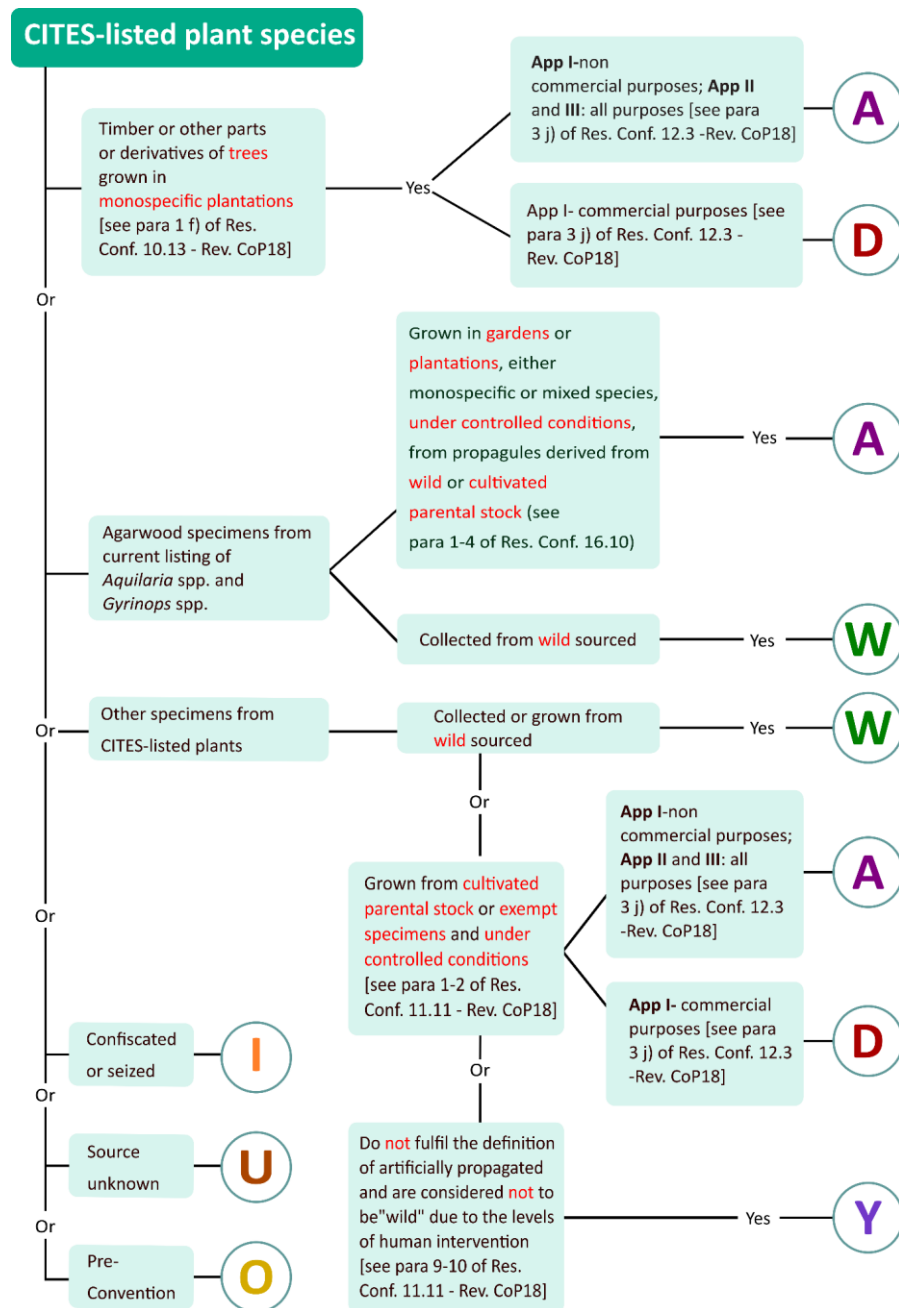 CITES-listed plant species
Timber or other parts
or derivatives of trees
grown in
monospecific plantations
[see para 1 f) of Res.
Conf. 10.13 - Rev. CoP18]
Yes
App I-non
commercial purposes; App II
and III: all purposes [see para
3 j) of Res. Conf. 12.3 -Rev. CoP18]
A
App I- commercial purposes [see
para 3 j) of Res. Conf. 12.3 -
Rev. CoP18]
D
Or
Agarwood specimens from
current listing of
Aquilaria spp. and
Gyrinops spp.
Grown in gardens or
plantations, either
monospecific or mixed species,
under controlled conditions,
from propagules derived from
wild or cultivated
parental stock (see
para 1-4 of Res. Conf. 16.10)
Yes
A
Collected from wild sourced
Yes
W
Or
Other specimens from
CITES-listed plants
Collected or grown from
wild sourced
Yes
W
Or
Grown from cultivated
parental stock or exempt
specimens and under
controlled conditions
[see para 1-2 of Res.
Conf. 11.11 - Rev. CoP18]
App I-non
commercial purposes;
App II and III: all
purposes [see para
3 j) of Res. Conf. 12.3
-Rev. CoP18]
A
App I- commercial
purposes [see para
3 j) of Res. Conf. 12.3
-Rev. CoP18]
D
Or
Do not fulfil the definition
of artificially propagated
and are considered not to
be"wild" due to the levels
of human intervention
[see para 9-10 of Res.
Conf. 11.11 - Rev. CoP18]
Yes
Y
Or
Confiscated
or seized
I
Or
Source
unknown
U
Or
Pre-
Convention
O